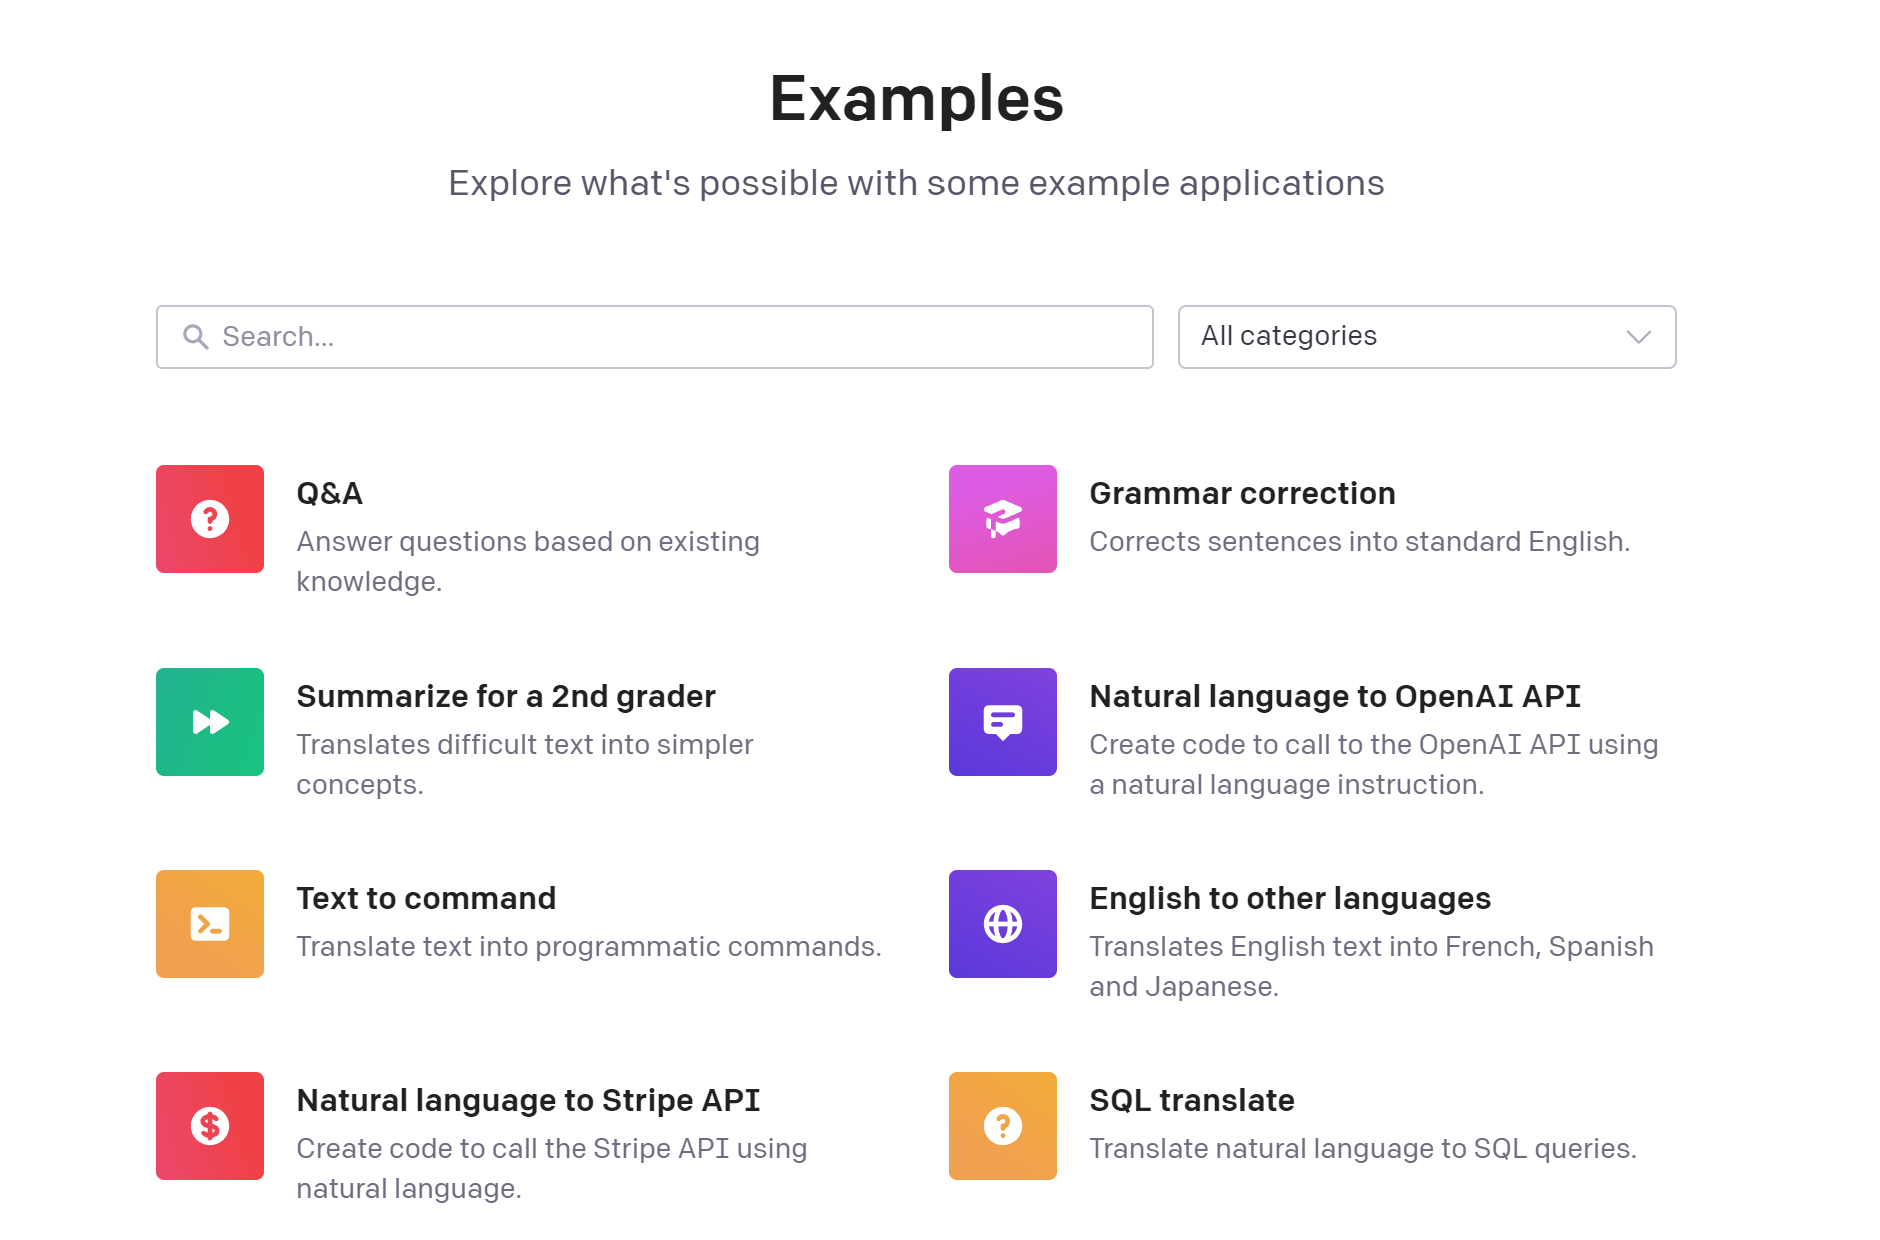 Examples
Explore what's possible with some example applications
Search...
All categories
Q&A
Answer questions based on existing
knowledge.
Grammar correction
Corrects sentences into standard English.
Summarize for a 2nd grader
Translates difficult text into simpler
concepts.
Natural language to OpenAI API
Create code to call to the OpenAI API using
a natural language instruction.
Text to command
Translate text into programmatic commands.
English to other languages
Translates English text into French, Spanish
and Japanese.
Natural language to Stripe API
Create code to call the Stripe API using
natural language.
SQL translate
Translate natural language to SQL queries.